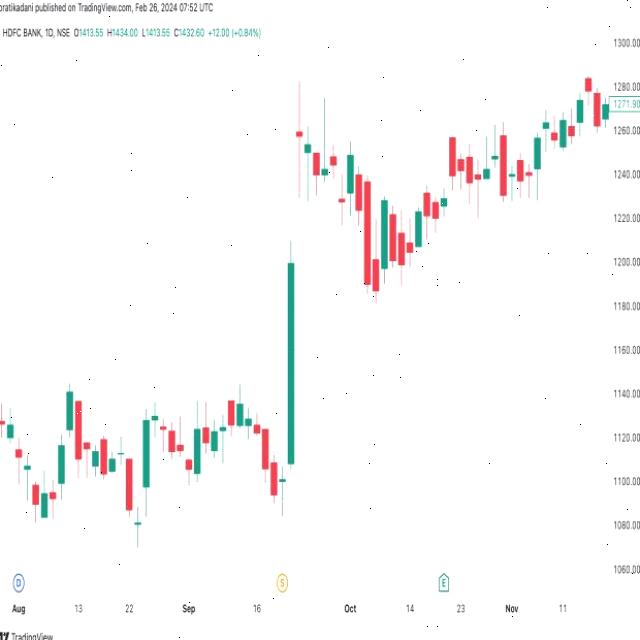 pratikadani published on TradingView.com, Feb 26, 2024 07:52 UTC
HDFC BANK, 1D, NSE O1413.55 H1434.00 L1413.55 C1432.60 +12.00 (+0.84%)
1300.00
1280.00
1271.90
1260.00
1240.00
1220.00
1200.00
1180.00
1160.00
1140.00
1120.00
1100.00
1080.00
1060.00
D S E
Aug 13 22 Sep 16 Oct 14 23 Nov 11
TradingView